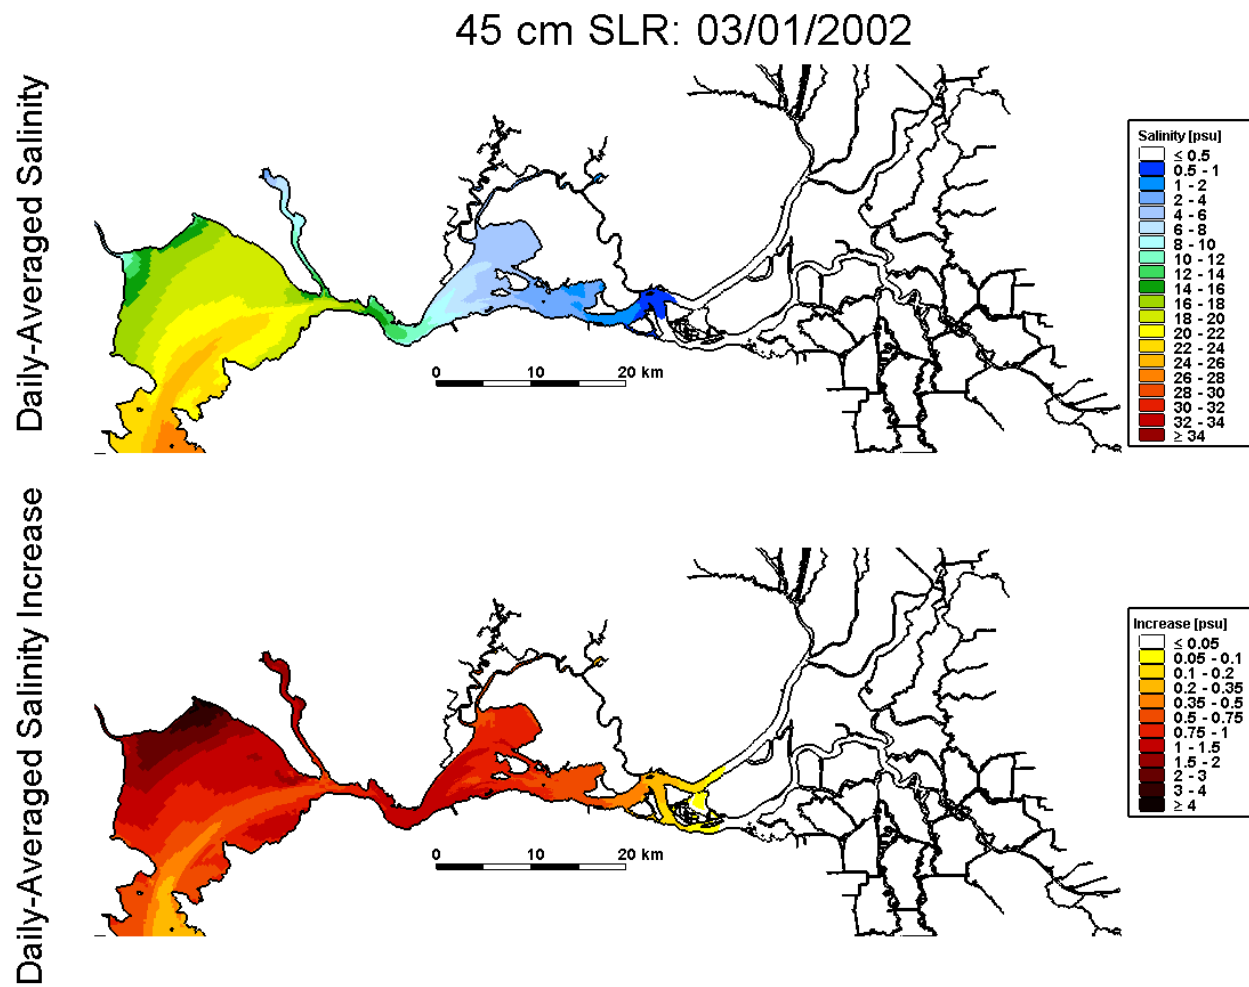 45 cm SLR: 03/01/2002
Daily-Averaged Salinity
0 10 20 km
Salinity [psu]
≤ 0.5
0.5 - 1
1 - 2
2 - 4
4 - 6
6 - 8
8 - 10
10 - 12
12 - 14
14 - 16
16 - 18
18 - 20
20 - 22
22 - 24
24 - 26
26 - 28
28 - 30
30 - 32
32 - 34
≥ 34
Daily-Averaged Salinity Increase
0 10 20 km
Increase [psu]
≤ 0.05
0.05 - 0.1
0.1 - 0.2
0.2 - 0.35
0.35 - 0.5
0.5 - 0.75
0.75 - 1
1 - 1.5
1.5 - 2
2 - 3
3 - 4
≥ 4